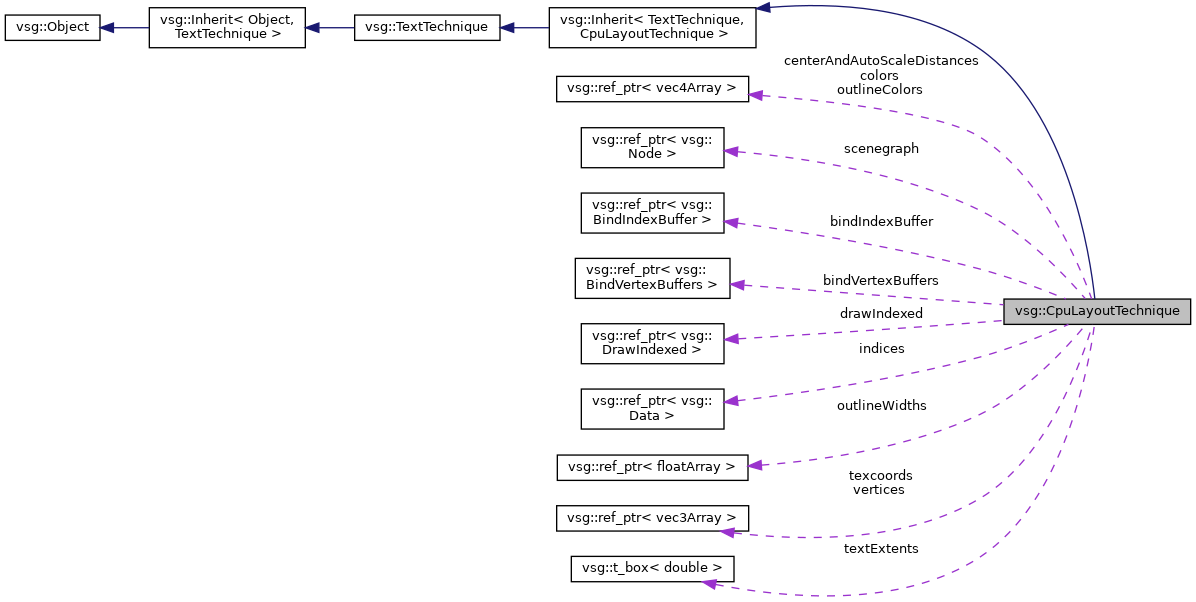 vsg::Object
vsg::Inherit< Object,
TextTechnique >
vsg::TextTechnique
vsg::Inherit< TextTechnique,
CpuLayoutTechnique >
centerAndAutoScaleDistances
colors
outlineColors
vsg::ref_ptr< vec4Array >
vsg::ref_ptr< vsg::
Node >
scenegraph
vsg::ref_ptr< vsg::
BindIndexBuffer >
bindIndexBuffer
vsg::ref_ptr< vsg::
BindVertexBuffers >
bindVertexBuffers
vsg::CpuLayoutTechnique
vsg::ref_ptr< vsg::
DrawIndexed >
drawIndexed
vsg::ref_ptr< vsg::
Data >
indices
vsg::ref_ptr< floatArray >
outlineWidths
vsg::ref_ptr< vec3Array >
texcoords
vertices
vsg::t_box< double >
textExtents